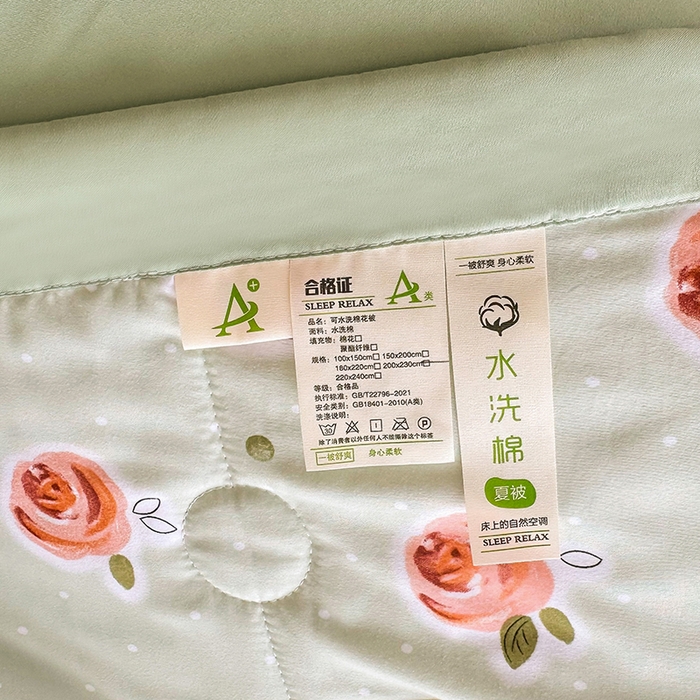 A+
合格证
SLEEP RELAX
A类
品名：可水洗棉花被
面料：水洗棉
填充物：棉花□
聚酯纤维□
规格：100x150cm□ 150x200cm□
180x220cm□ 200x230cm□
220x240cm□
等级：合格品
执行标准：GB/T22796-2021
安全类别：GB18401-2010(A类)
洗涤说明：
30
P
除了消费者以外任何人不给撕除这个标签
一被舒爽 身心柔软
一被舒爽 身心柔软
水洗棉
夏被
床上的自然空调
SLEEP RELAX